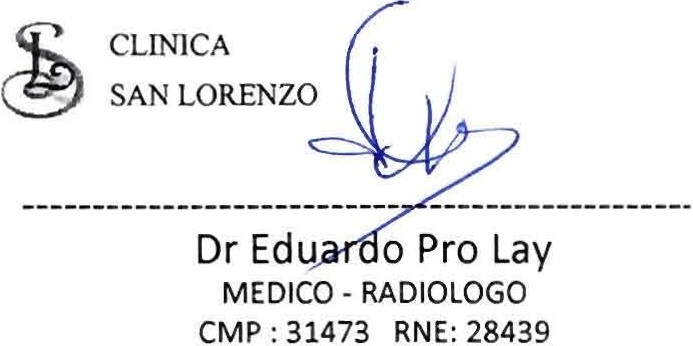 CLINICA
SAN LORENZO
Dr Eduardo Pro Lay
MEDICO - RADIOLOGO
CMP : 31473 RNE: 28439